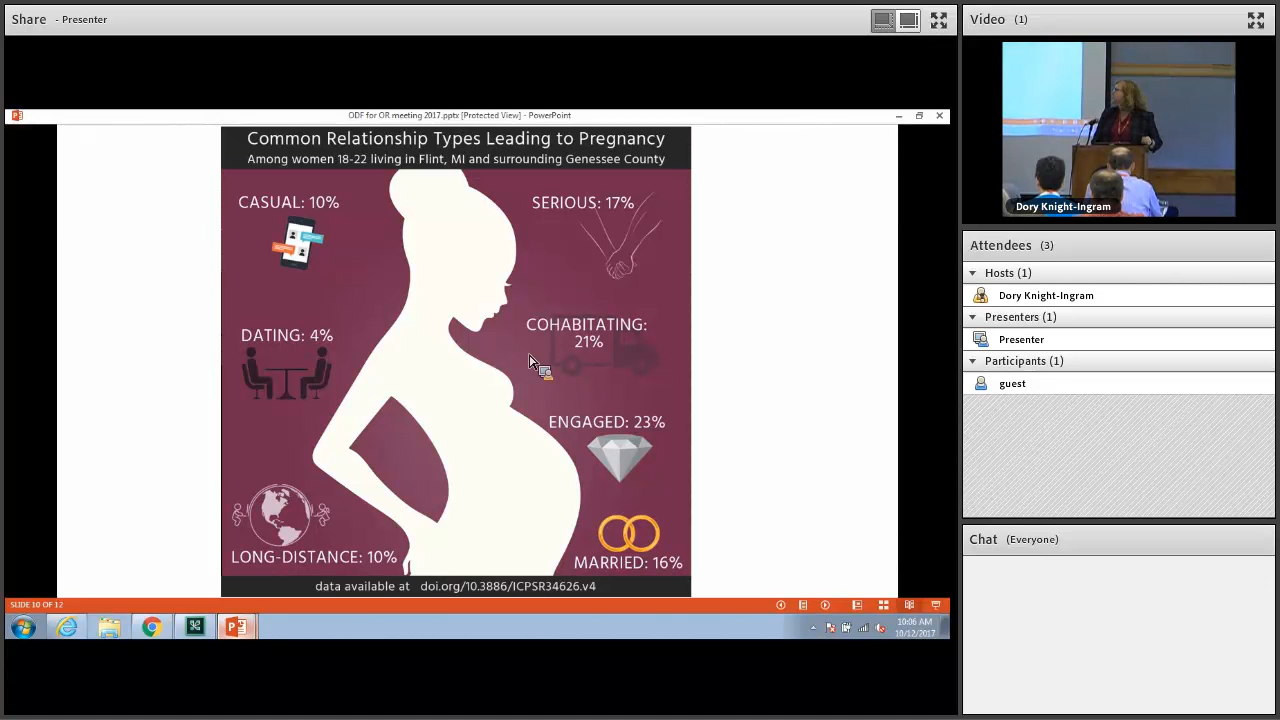 Share - Presenter
ODF for OR meeting 2017.pptx [Protected View] - PowerPoint
Common Relationship Types Leading to Pregnancy
Among women 18-22 living in Flint, MI and surrounding Genessee County
CASUAL: 10%
SERIOUS: 17%
DATING: 4%
COHABITATING:
21%
ENGAGED: 23%
LONG-DISTANCE: 10%
MARRIED: 16%
data available at doi.org/10.3886/ICPSR34626.v4
SLIDE 10 OF 12
10:06 AM
10/12/2017
Video (1)
Dory Knight-Ingram
Attendees (3)
Hosts (1)
Dory Knight-Ingram
Presenters (1)
Presenter
Participants (1)
guest
Chat (Everyone)